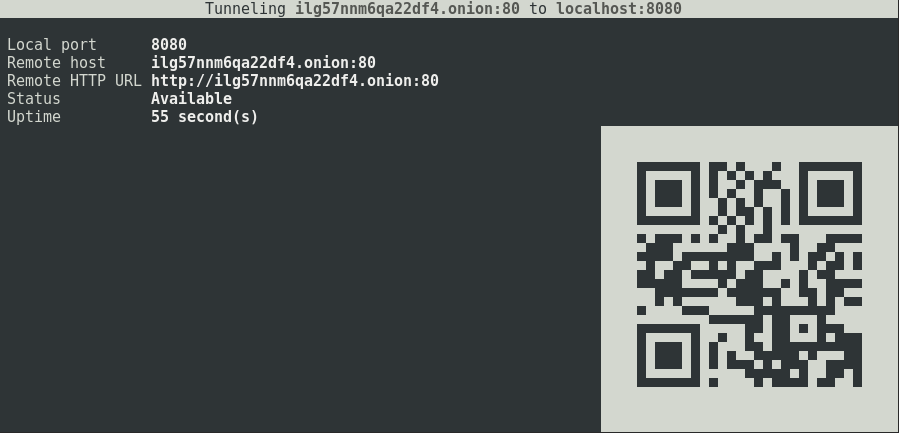 Tunneling ilg57nnm6qa22df4.onion:80 to localhost:8080
Local port 8080
Remote host ilg57nnm6qa22df4.onion:80
Remote HTTP URL http://ilg57nnm6qa22df4.onion:80
Status Available
Uptime 55 second(s)